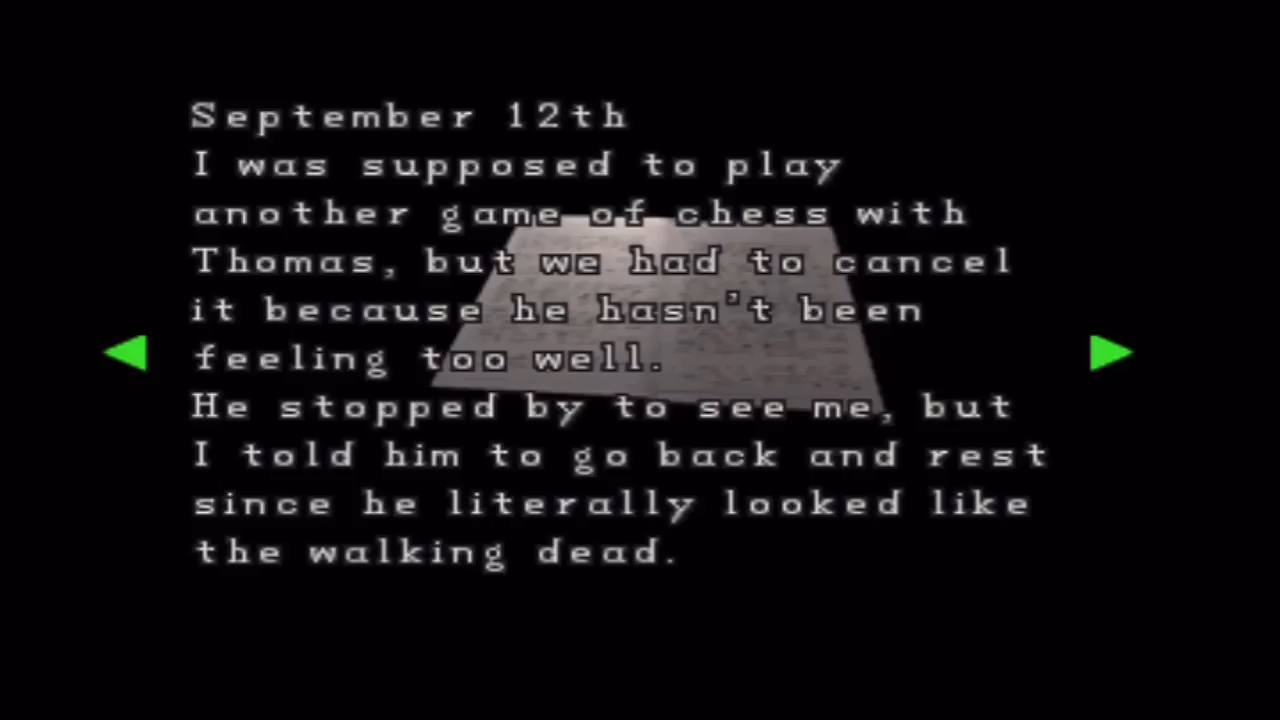 September 12th
I was supposed to play
another game of chess with
Thomas, but we had to cancel
it because he hasn't been
feeling too well.
He stopped by to see me, but
I told him to go back and rest
since he literally looked like
the walking dead.